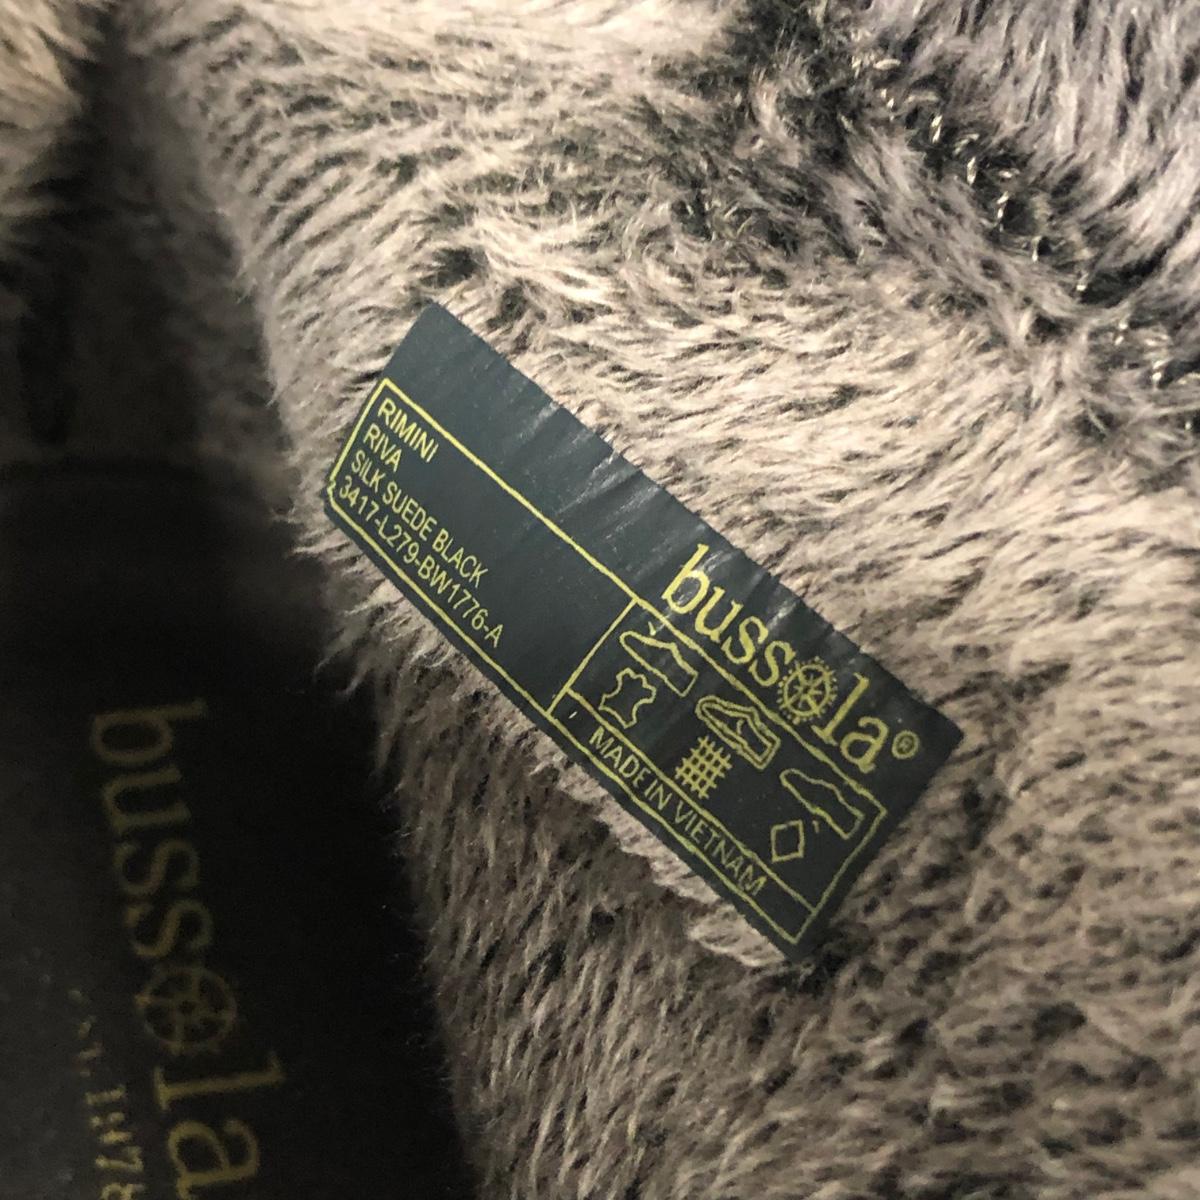 RIMINI
RIVA
SILK SUEDE BLACK
3417-L279-BW1776-A
bussola®
MADE IN VIETNAM
bussola